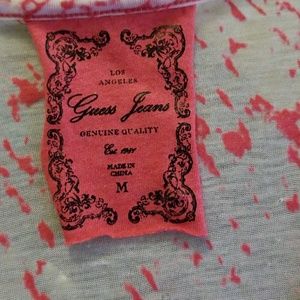 LOS
ANGELES
Guess Jeans
GENUINE QUALITY
Est 1981
MADE IN
CHINA
M